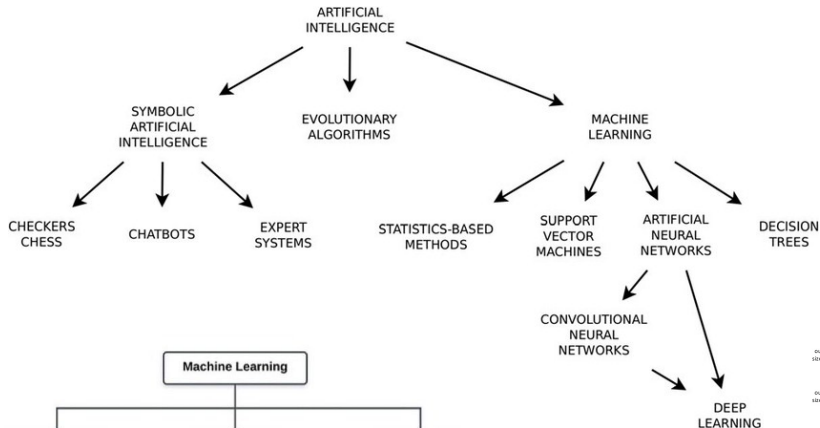 ARTIFICIAL
INTELLIGENCE
SYMBOLIC
ARTIFICIAL
INTELLIGENCE
EVOLUTIONARY
ALGORITHMS
MACHINE
LEARNING
CHECKERS
CHESS
CHATBOTS
EXPERT
SYSTEMS
STATISTICS-BASED
METHODS
SUPPORT
VECTOR
MACHINES
ARTIFICIAL
NEURAL
NETWORKS
DECISION
TREES
CONVOLUTIONAL
NEURAL
NETWORKS
DEEP
LEARNING
Machine Learning